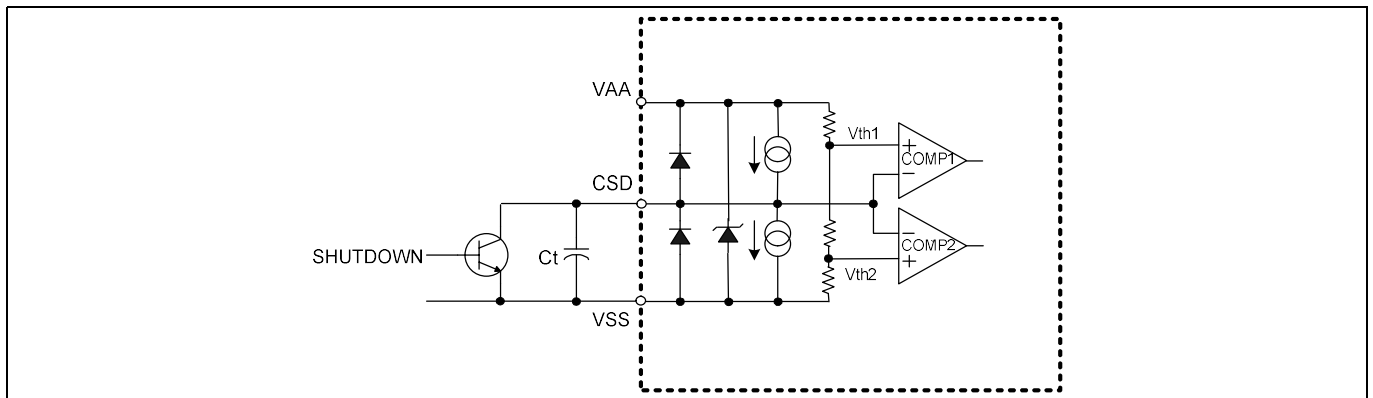 VAA
Vth1
+
COMP1
−
CSD
−
COMP2
+
SHUTDOWN
Ct
Vth2
VSS